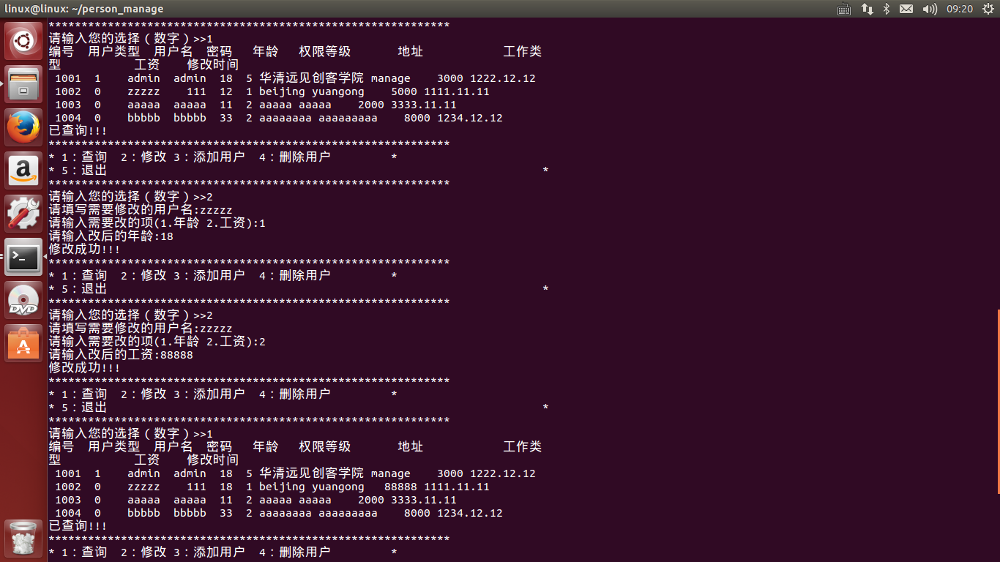 linux@linux: ~/person_manage
09:20
*************************************************************
请输入您的选择（数字）>>1
编号  用户类型  用户名  密码   年龄   权限等级       地址            工作类
型           工资    修改时间
 1001  1    admin  admin  18  5 华清远见创客学院 manage    3000 1222.12.12
 1002  0    zzzzz    111  12  1 beijing yuangong    5000 1111.11.11
 1003  0    aaaaa  aaaaa  11  2 aaaaa aaaaa    2000 3333.11.11
 1004  0    bbbbb  bbbbb  33  2 aaaaaaaa aaaaaaaaa    8000 1234.12.12
已查询!!!
*************************************************************
* 1：查询  2：修改 3：添加用户  4：删除用户         *
* 5：退出                                                                  *
*************************************************************
请输入您的选择（数字）>>2
请填写需要修改的用户名:zzzzz
请输入需要改的项(1.年龄 2.工资):1
请输入改后的年龄:18
修改成功!!!
*************************************************************
* 1：查询  2：修改 3：添加用户  4：删除用户         *
* 5：退出                                                                  *
*************************************************************
请输入您的选择（数字）>>2
请填写需要修改的用户名:zzzzz
请输入需要改的项(1.年龄 2.工资):2
请输入改后的工资:88888
修改成功!!!
*************************************************************
* 1：查询  2：修改 3：添加用户  4：删除用户         *
* 5：退出                                                                  *
*************************************************************
请输入您的选择（数字）>>1
编号  用户类型  用户名  密码   年龄   权限等级       地址            工作类
型           工资    修改时间
 1001  1    admin  admin  18  5 华清远见创客学院 manage    3000 1222.12.12
 1002  0    zzzzz    111  18  1 beijing yuangong   88888 1111.11.11
 1003  0    aaaaa  aaaaa  11  2 aaaaa aaaaa    2000 3333.11.11
 1004  0    bbbbb  bbbbb  33  2 aaaaaaaa aaaaaaaaa    8000 1234.12.12
已查询!!!
*************************************************************
* 1：查询  2：修改 3：添加用户  4：删除用户         *
a
DVD
A